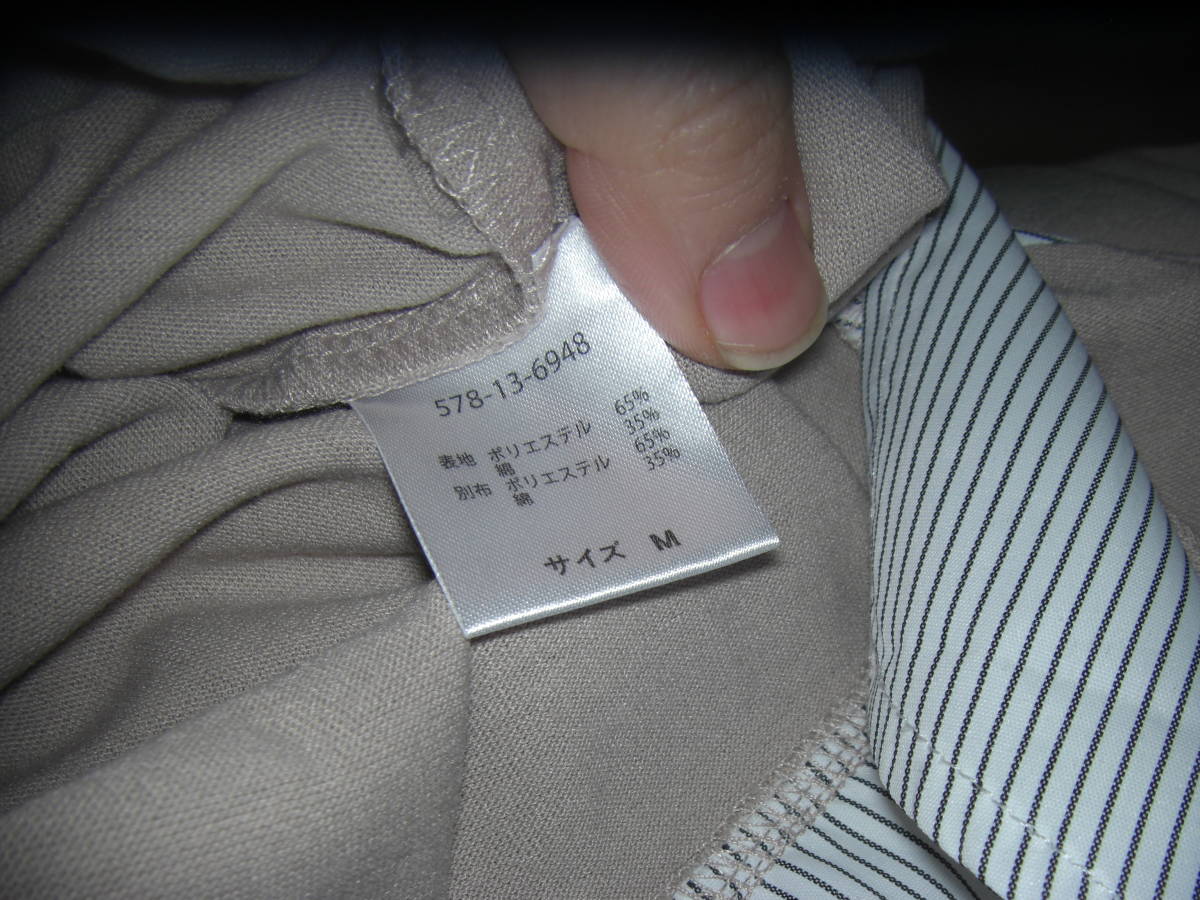 578-13-6948
表地 ポリエステル 65%
綿 35%
別布 ポリエステル 65%
綿 35%
サイズ M